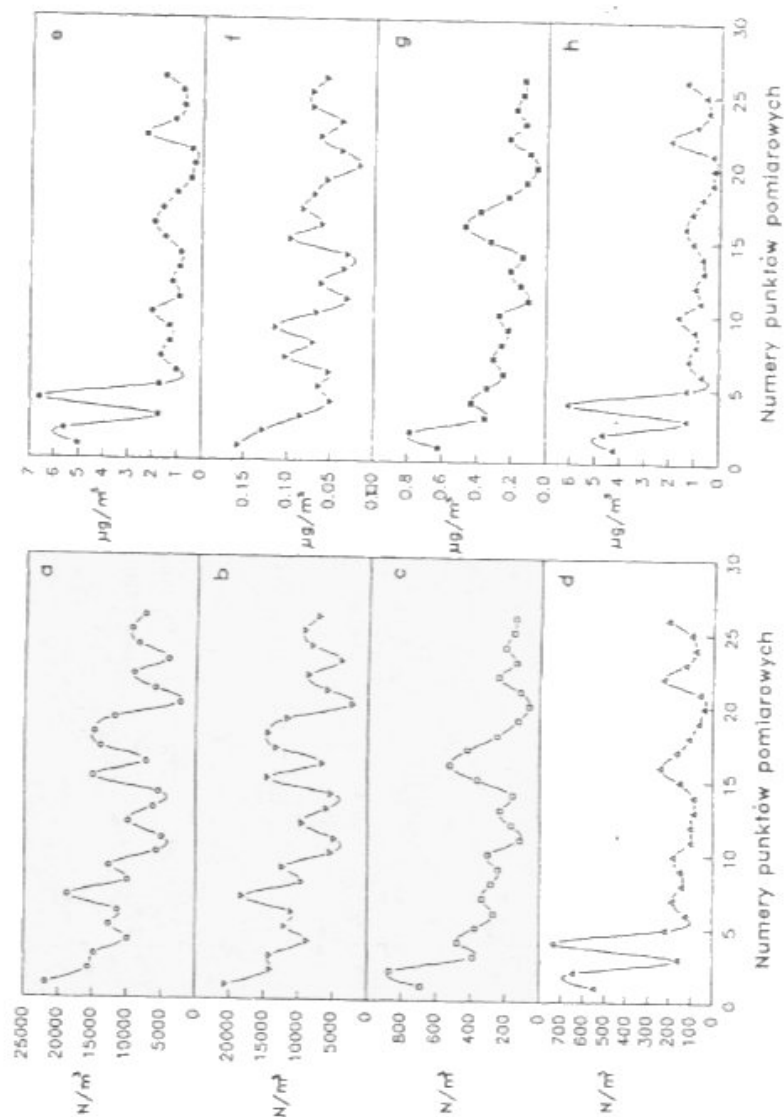 a
25000
20000
15000
10000
5000
0
N/m³
b
20000
15000
10000
5000
0
N/m³
c
800
600
400
200
0
N/m³
d
700
600
500
400
300
200
100
0
N/m³
0 5 10 15 20 25 30
Numery punktów pomiarowych
e
7
6
5
4
3
2
1
0
µg/m³
f
0.15
0.10
0.05
µg/m³
g
0.8
0.6
0.4
0.2
0.0
µg/m³
h
6
5
4
3
2
1
0
µg/m³
0 5 10 15 20 25 30
Numery punktów pomiarowych